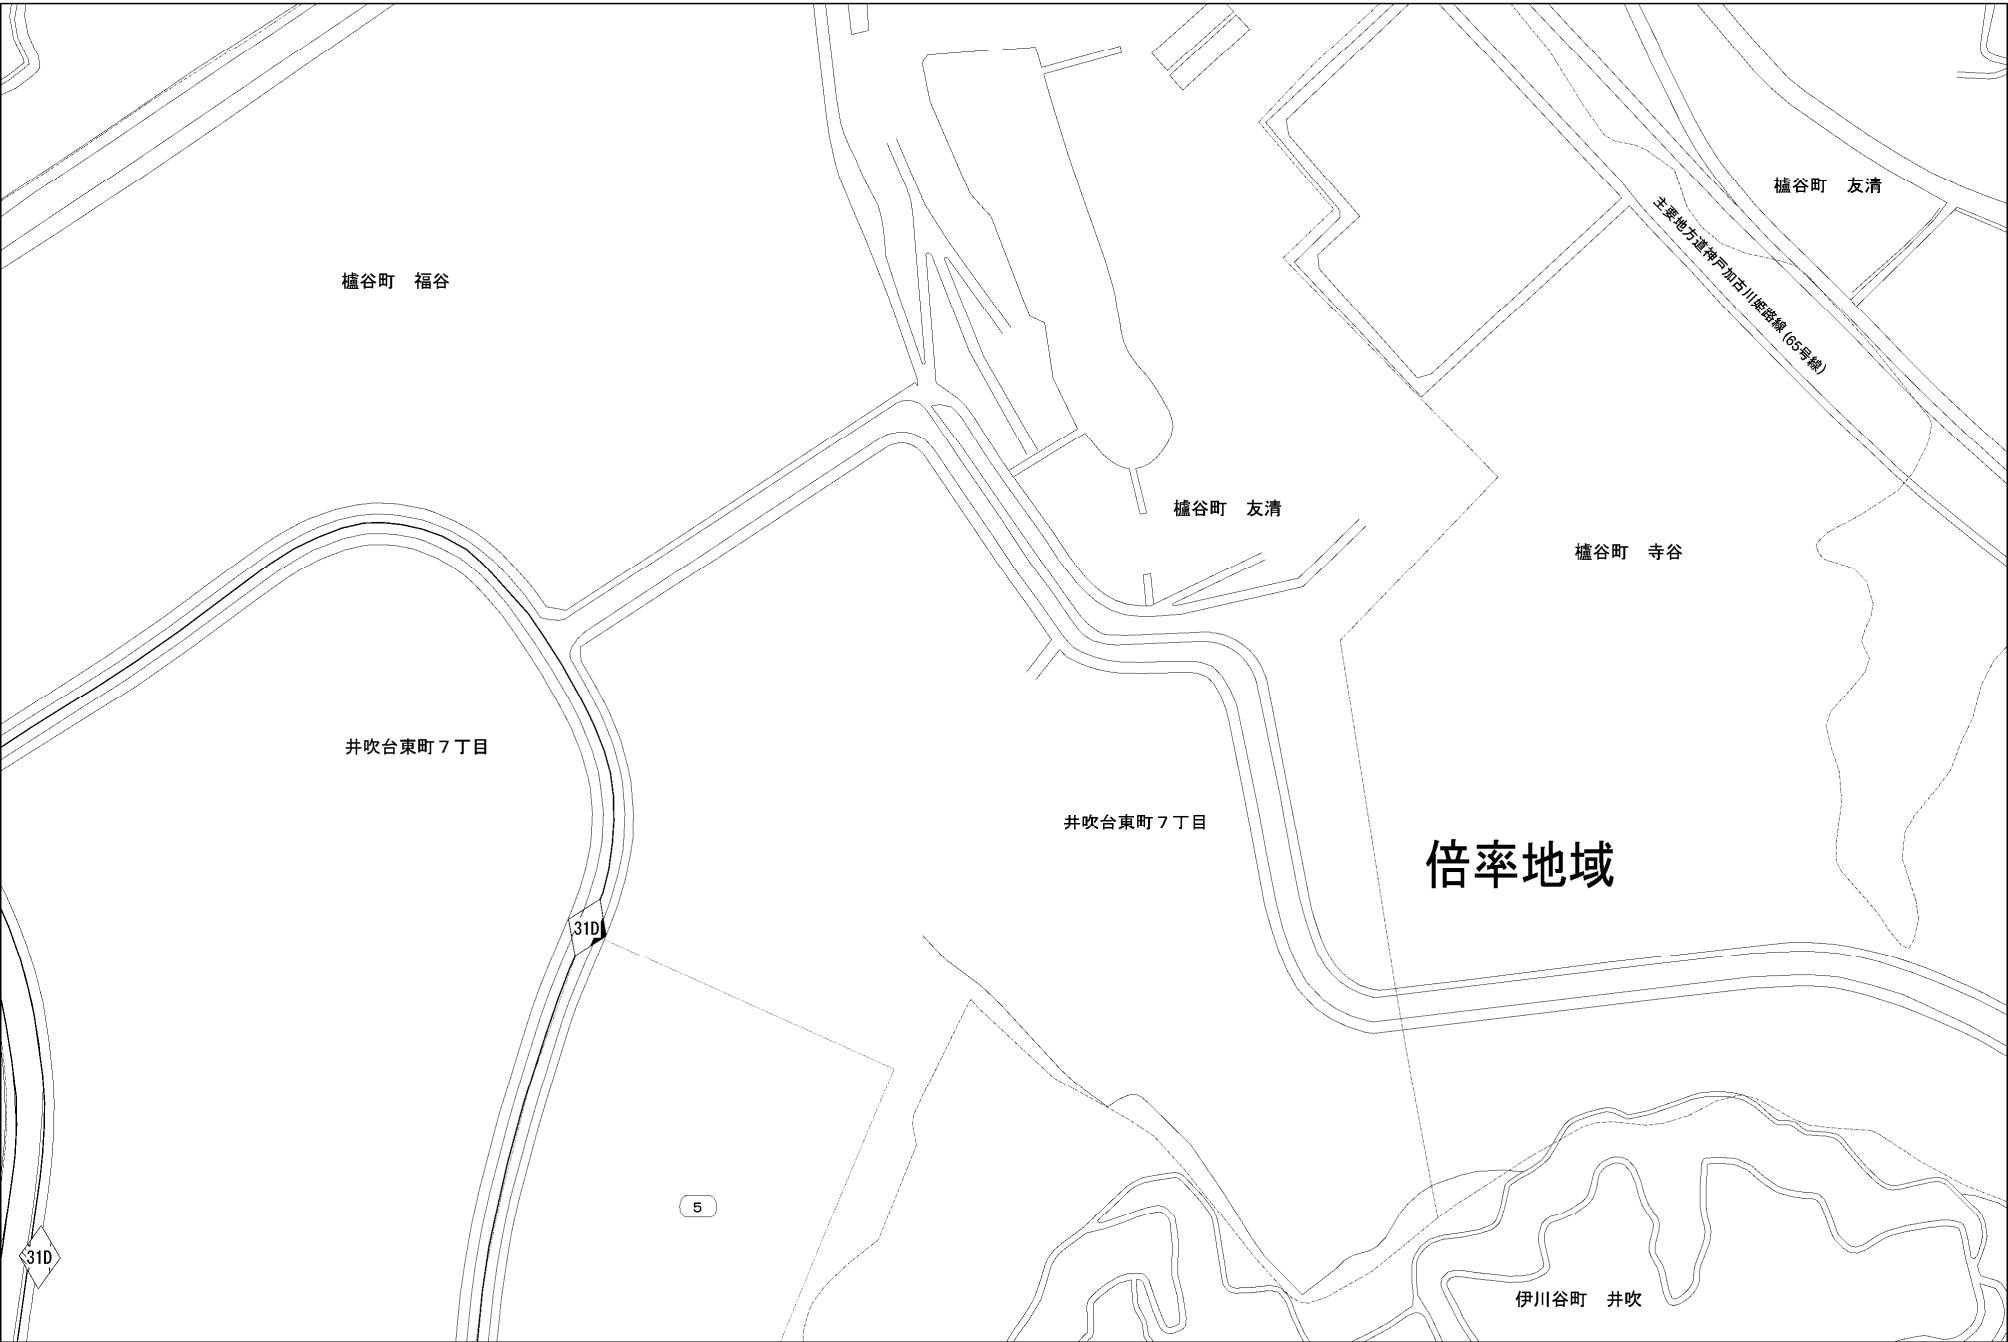 櫨谷町　友清
主要地方道神戸加古川姫路線(65号線)
櫨谷町　福谷
櫨谷町　友清
櫨谷町　寺谷
井吹台東町７丁目
井吹台東町７丁目
倍率地域
31D
5
31D
伊川谷町　井吹